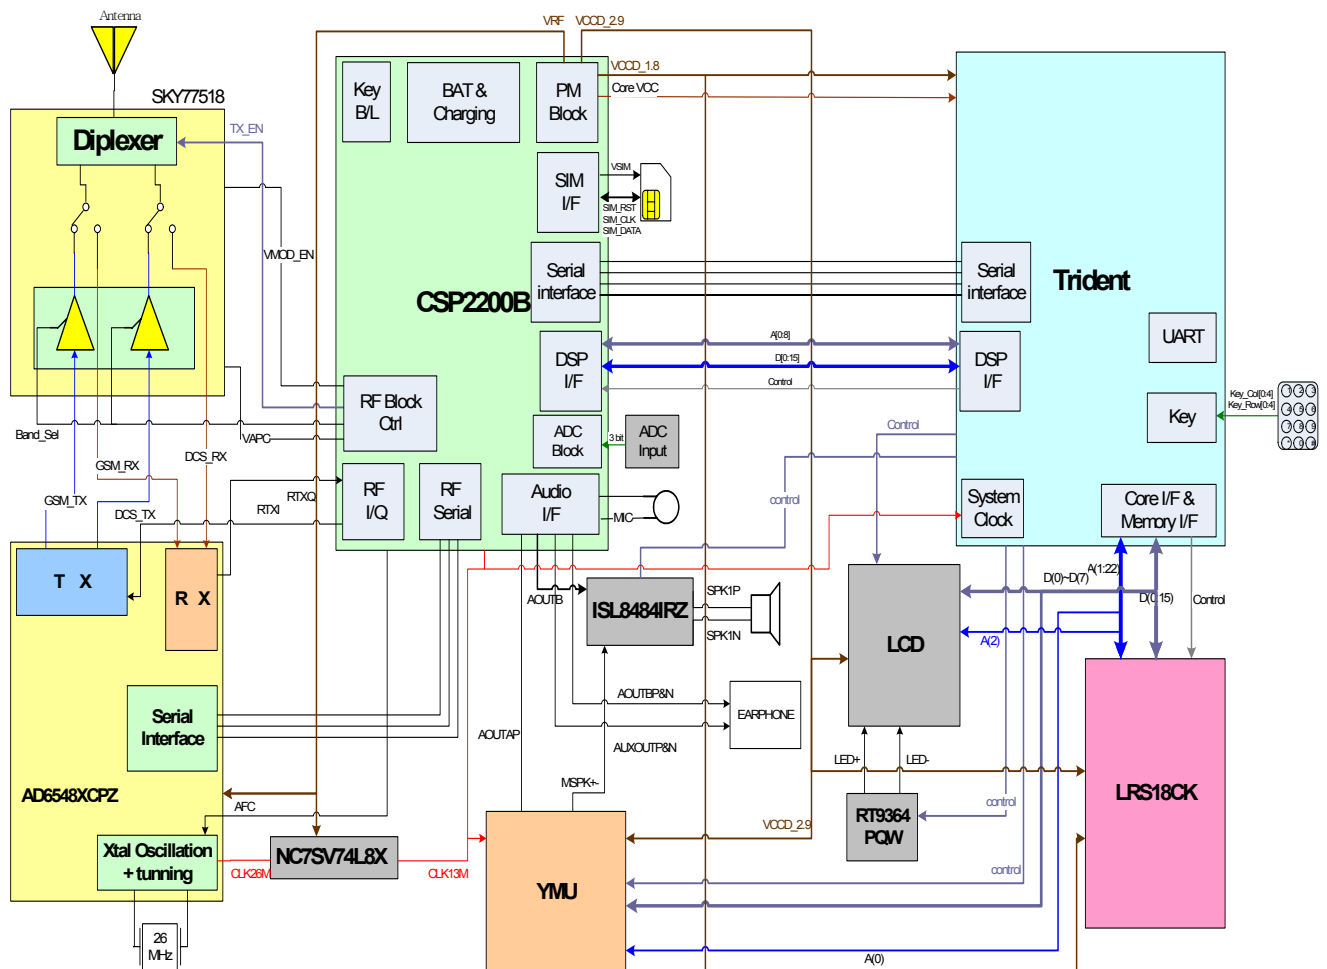 Antenna
SKY77518
Diplexer
TX_EN
VMOD_EN
Band_Sel
VAPC
GSM_RX
DCS_RX
GSM_TX
DCS_TX
RTXQ
RTXI
T X
R X
Serial
Interface
AD6548XCPZ
AFC
Xtal Oscillation
+ tunning
26
MHz
CLK26M
NC7SV74L8X
CLK13M
VRF
VCCD_2.9
VCCD_1.8
Core VCC
Key
B/L
BAT &
Charging
PM
Block
SIM
I/F
VSIM
SIM_RST
SIM_CLK
SIM_DATA
CSP2200B
Serial
interface
DSP
I/F
A[0:8]
D[0:15]
Control
RF Block
Ctrl
ADC
Block
3 bit
ADC
Input
RF
I/Q
RF
Serial
Audio
I/F
MIC
AOUTB
ISL8484IRZ
SPK1P
SPK1N
AOUTBP&N
EARPHONE
AOUTAP
AUXOUTP&N
MSPK+-
YMU
Trident
Serial
interface
DSP
I/F
UART
Key
Key_Col[0:4]
Key_Row[0:4]
System
Clock
Core I/F &
Memory I/F
Control
control
LCD
D(0)~D(7)
A(1:22)
D(0:15)
Control
A(2)
LED+
LED-
RT9364
PQW
control
VCCD_2.9
control
A(0)
LRS18CK